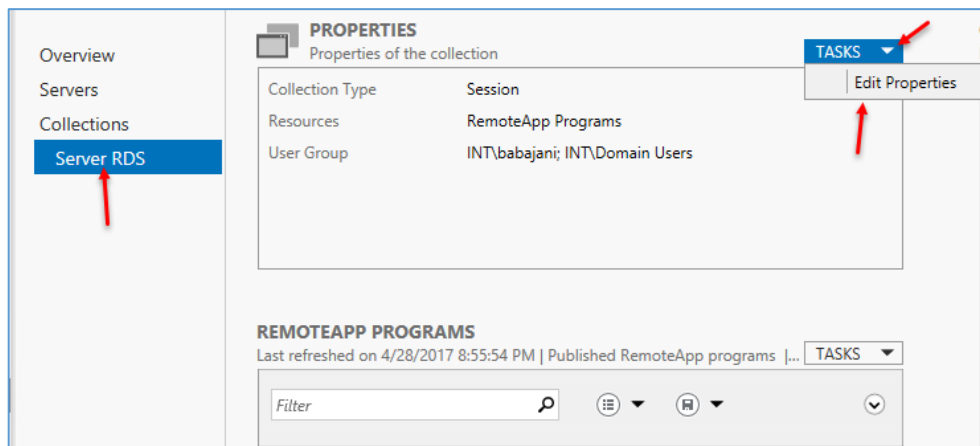 Overview
Servers
Collections
Server RDS
PROPERTIES
Properties of the collection
TASKS
Edit Properties
Collection Type Session
Resources RemoteApp Programs
User Group INT\babajani; INT\Domain Users
REMOTEAPP PROGRAMS
Last refreshed on 4/28/2017 8:55:54 PM | Published RemoteApp programs |...
TASKS
Filter